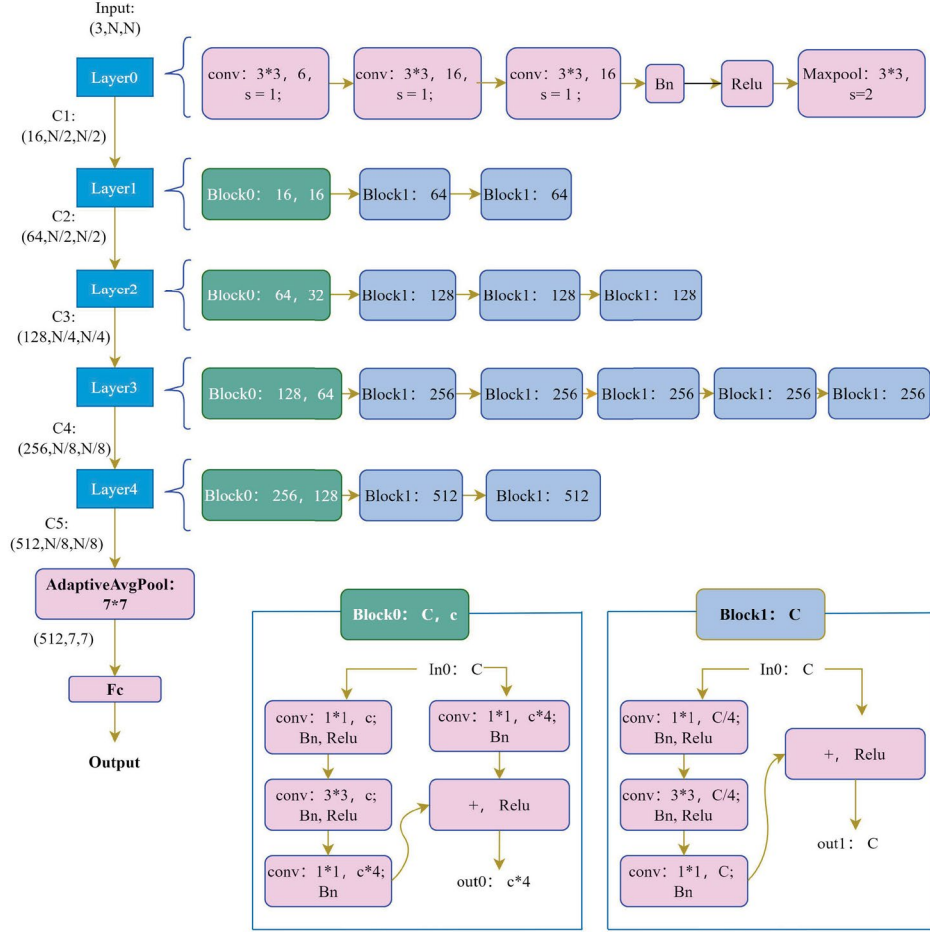 Input:
(3,N,N)
Layer0
conv: 3*3, 6,
s = 1;
conv: 3*3, 16,
s = 1;
conv: 3*3, 16
s = 1 ;
Bn
Relu
Maxpool: 3*3,
s=2
C1:
(16,N/2,N/2)
Layer1
Block0: 16, 16
Block1: 64
Block1: 64
C2:
(64,N/2,N/2)
Layer2
Block0: 64, 32
Block1: 128
Block1: 128
Block1: 128
C3:
(128,N/4,N/4)
Layer3
Block0: 128, 64
Block1: 256
Block1: 256
Block1: 256
Block1: 256
Block1: 256
C4:
(256,N/8,N/8)
Layer4
Block0: 256, 128
Block1: 512
Block1: 512
C5:
(512,N/8,N/8)
AdaptiveAvgPool:
7*7
(512,7,7)
Fc
Output
Block0: C, c
In0: C
conv: 1*1, c;
Bn, Relu
conv: 1*1, c*4;
Bn
conv: 3*3, c;
Bn, Relu
+, Relu
conv: 1*1, c*4;
Bn
out0: c*4
Block1: C
In0: C
conv: 1*1, C/4;
Bn, Relu
+, Relu
conv: 3*3, C/4;
Bn, Relu
out1: C
conv: 1*1, C;
Bn